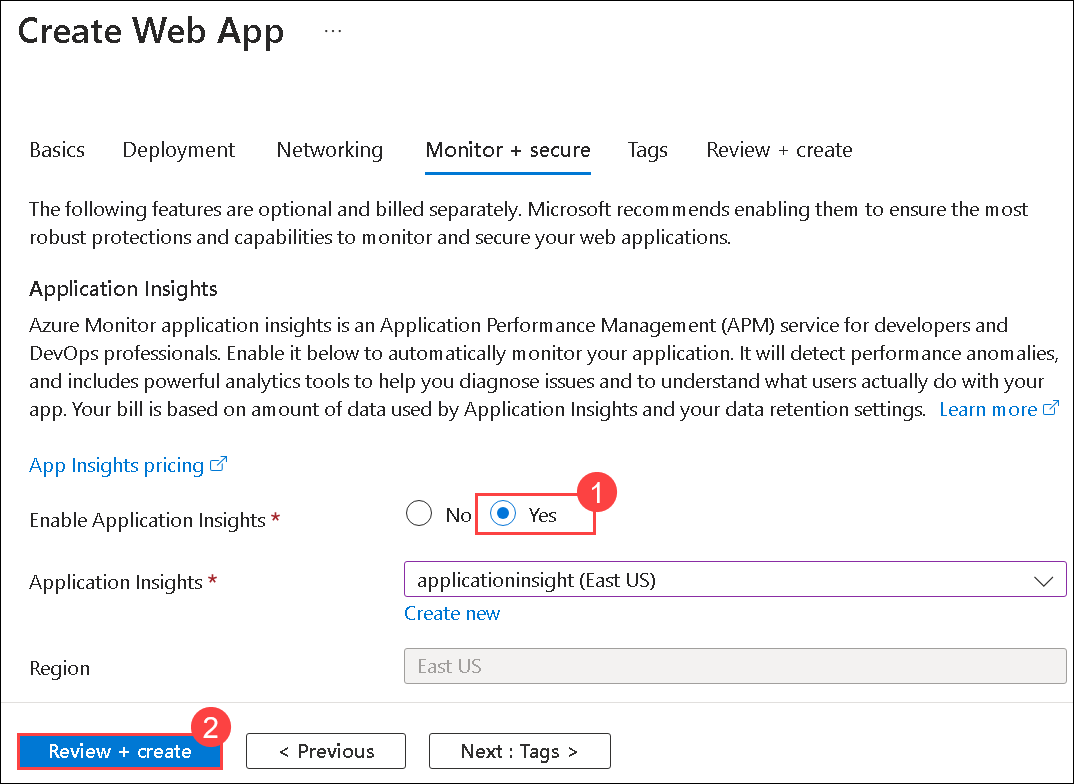 Create Web App ...
Basics Deployment Networking Monitor + secure Tags Review + create
The following features are optional and billed separately. Microsoft recommends enabling them to ensure the most
robust protections and capabilities to monitor and secure your web applications.
Application Insights
Azure Monitor application insights is an Application Performance Management (APM) service for developers and
DevOps professionals. Enable it below to automatically monitor your application. It will detect performance anomalies,
and includes powerful analytics tools to help you diagnose issues and to understand what users actually do with your
app. Your bill is based on amount of data used by Application Insights and your data retention settings. Learn more
App Insights pricing
1
Enable Application Insights * No Yes
Application Insights * applicationinsight (East US)
Create new
Region East US
2
Review + create < Previous Next : Tags >